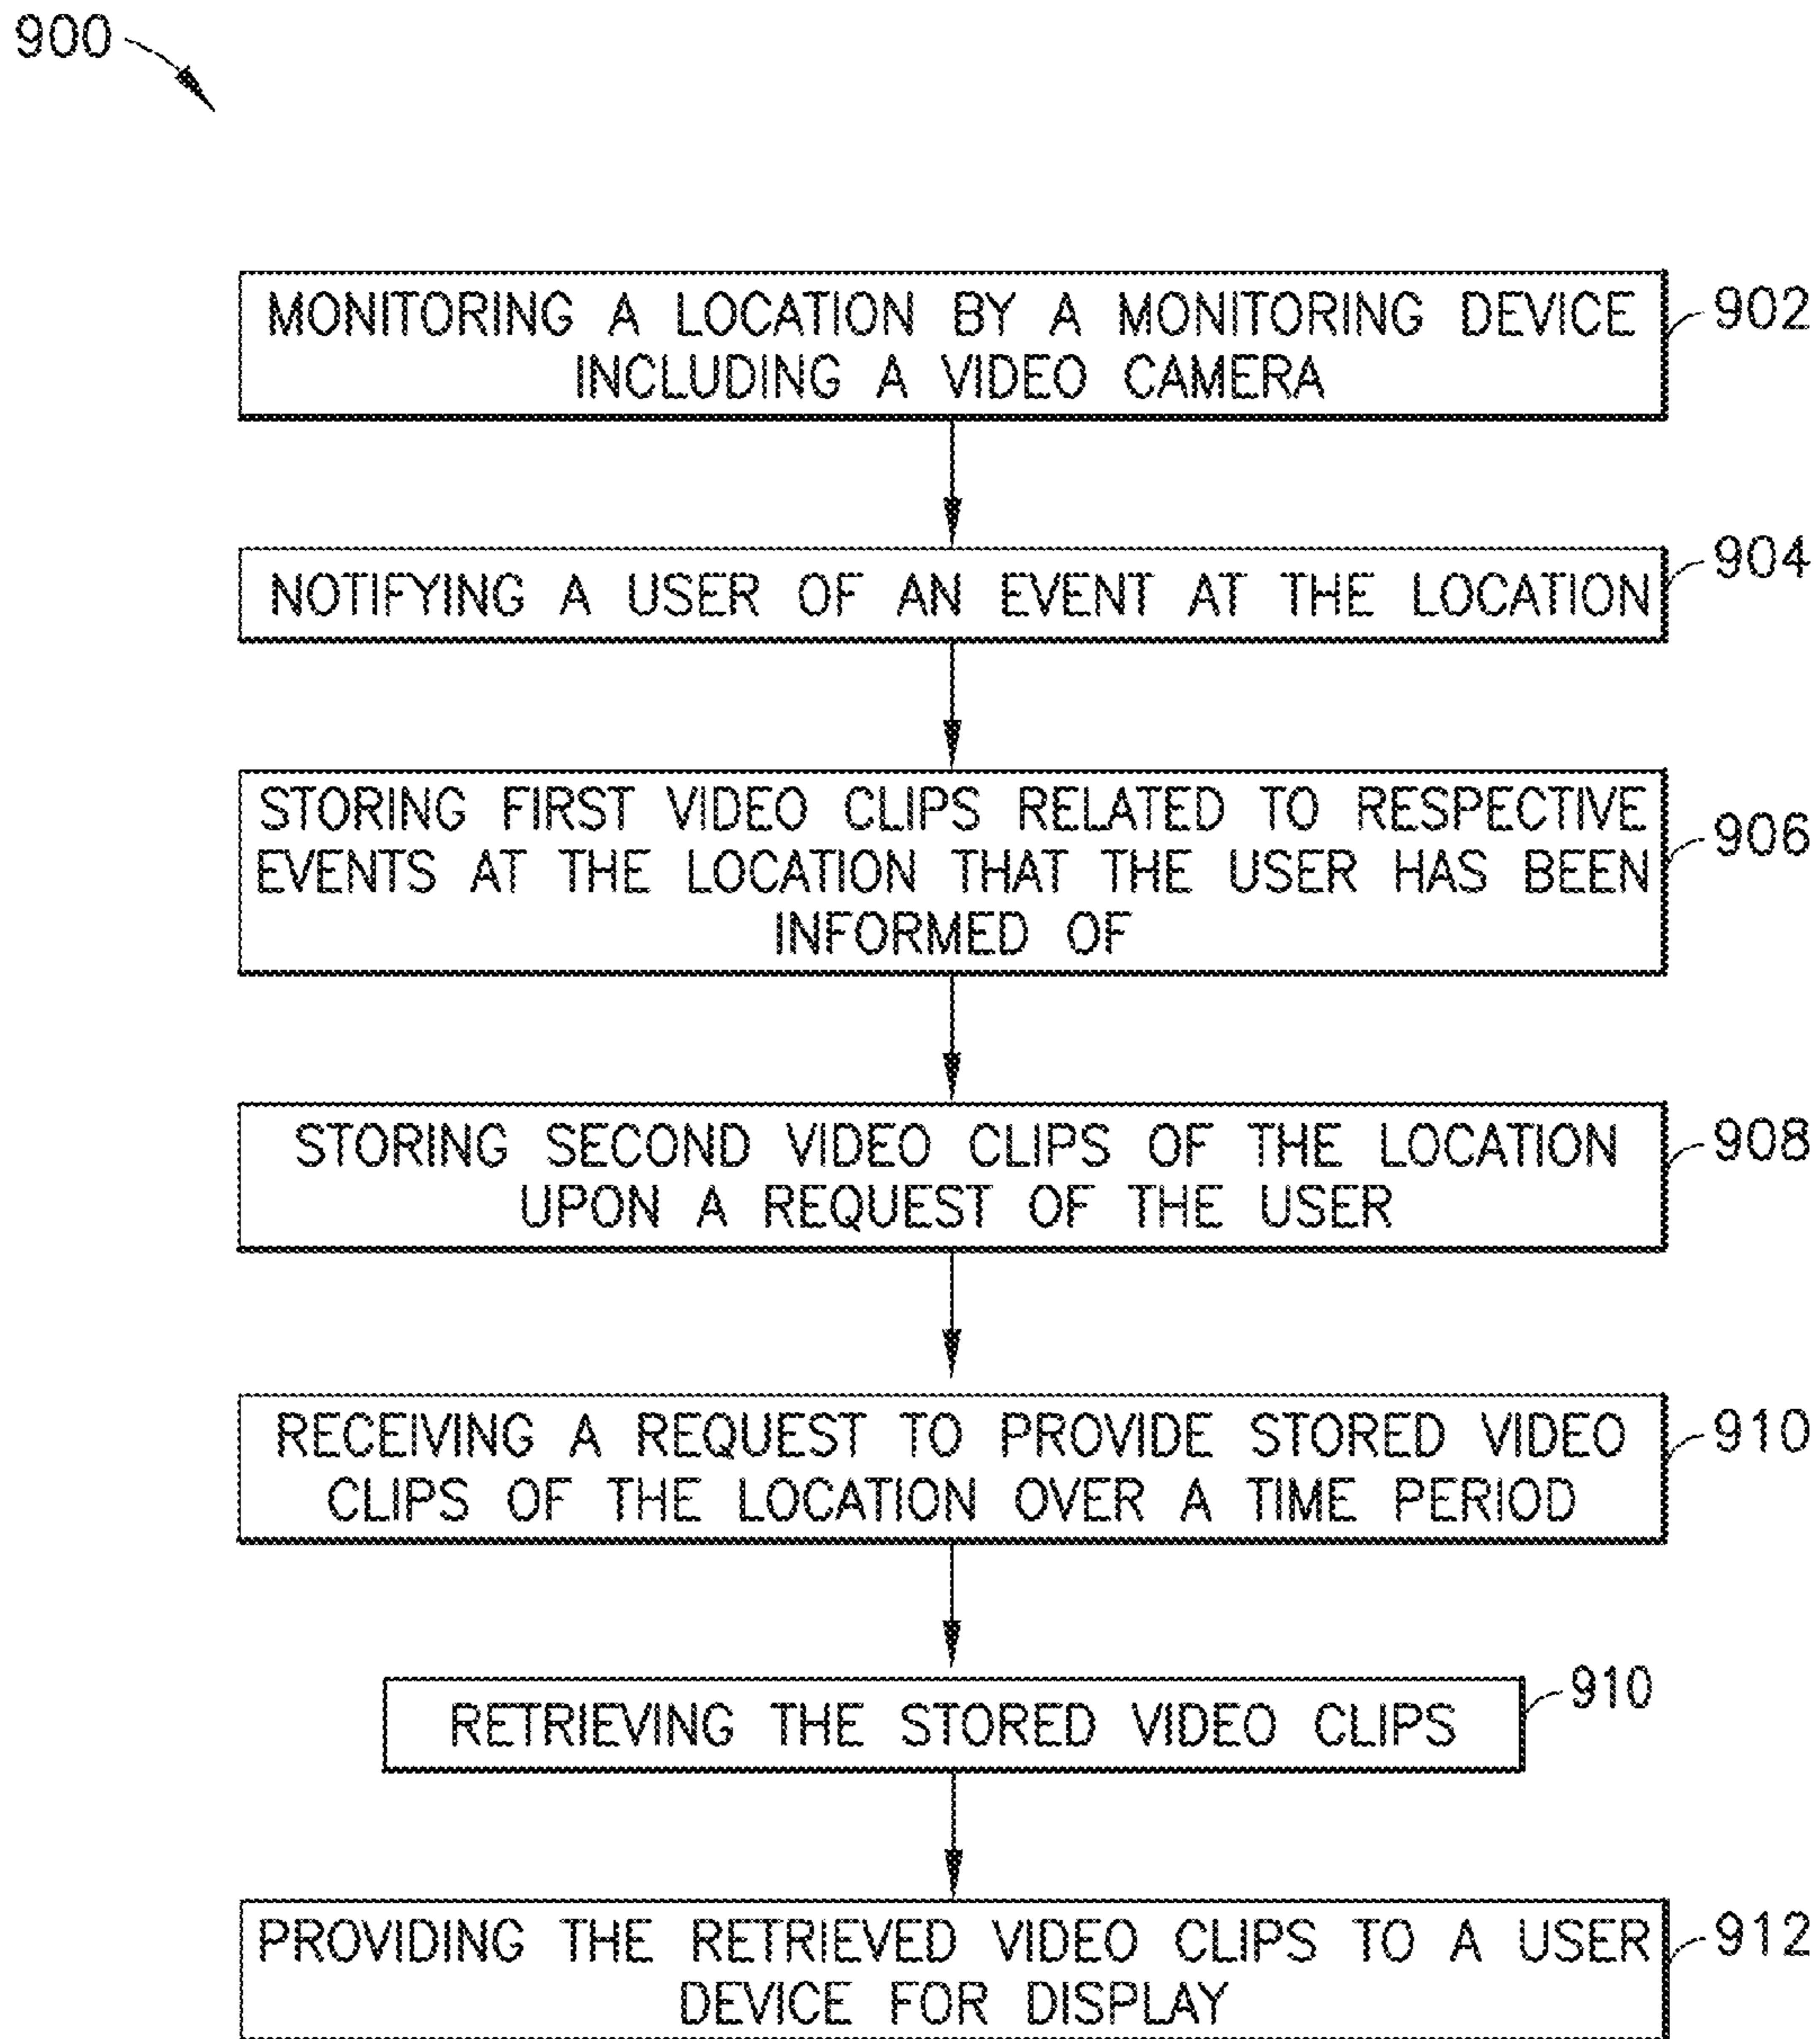 900
MONITORING A LOCATION BY A MONITORING DEVICE
INCLUDING A VIDEO CAMERA
902
NOTIFYING A USER OF AN EVENT AT THE LOCATION
904
STORING FIRST VIDEO CLIPS RELATED TO RESPECTIVE
EVENTS AT THE LOCATION THAT THE USER HAS BEEN
INFORMED OF
906
STORING SECOND VIDEO CLIPS OF THE LOCATION
UPON A REQUEST OF THE USER
908
RECEIVING A REQUEST TO PROVIDE STORED VIDEO
CLIPS OF THE LOCATION OVER A TIME PERIOD
910
RETRIEVING THE STORED VIDEO CLIPS
910
PROVIDING THE RETRIEVED VIDEO CLIPS TO A USER
DEVICE FOR DISPLAY
912